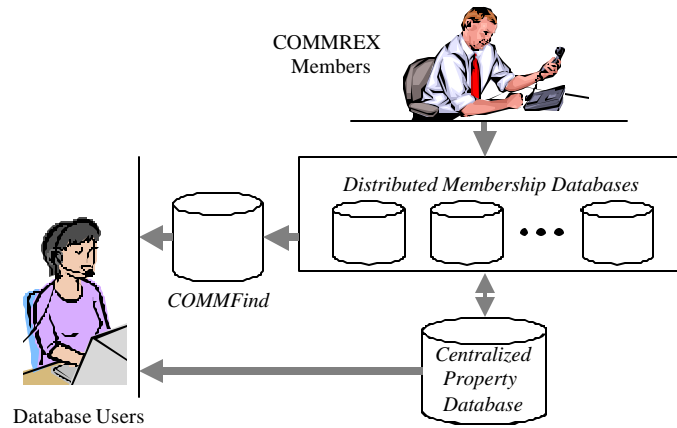 COMMREX
Members
Distributed Membership Databases
COMMFind
Centralized
Property
Database
Database Users